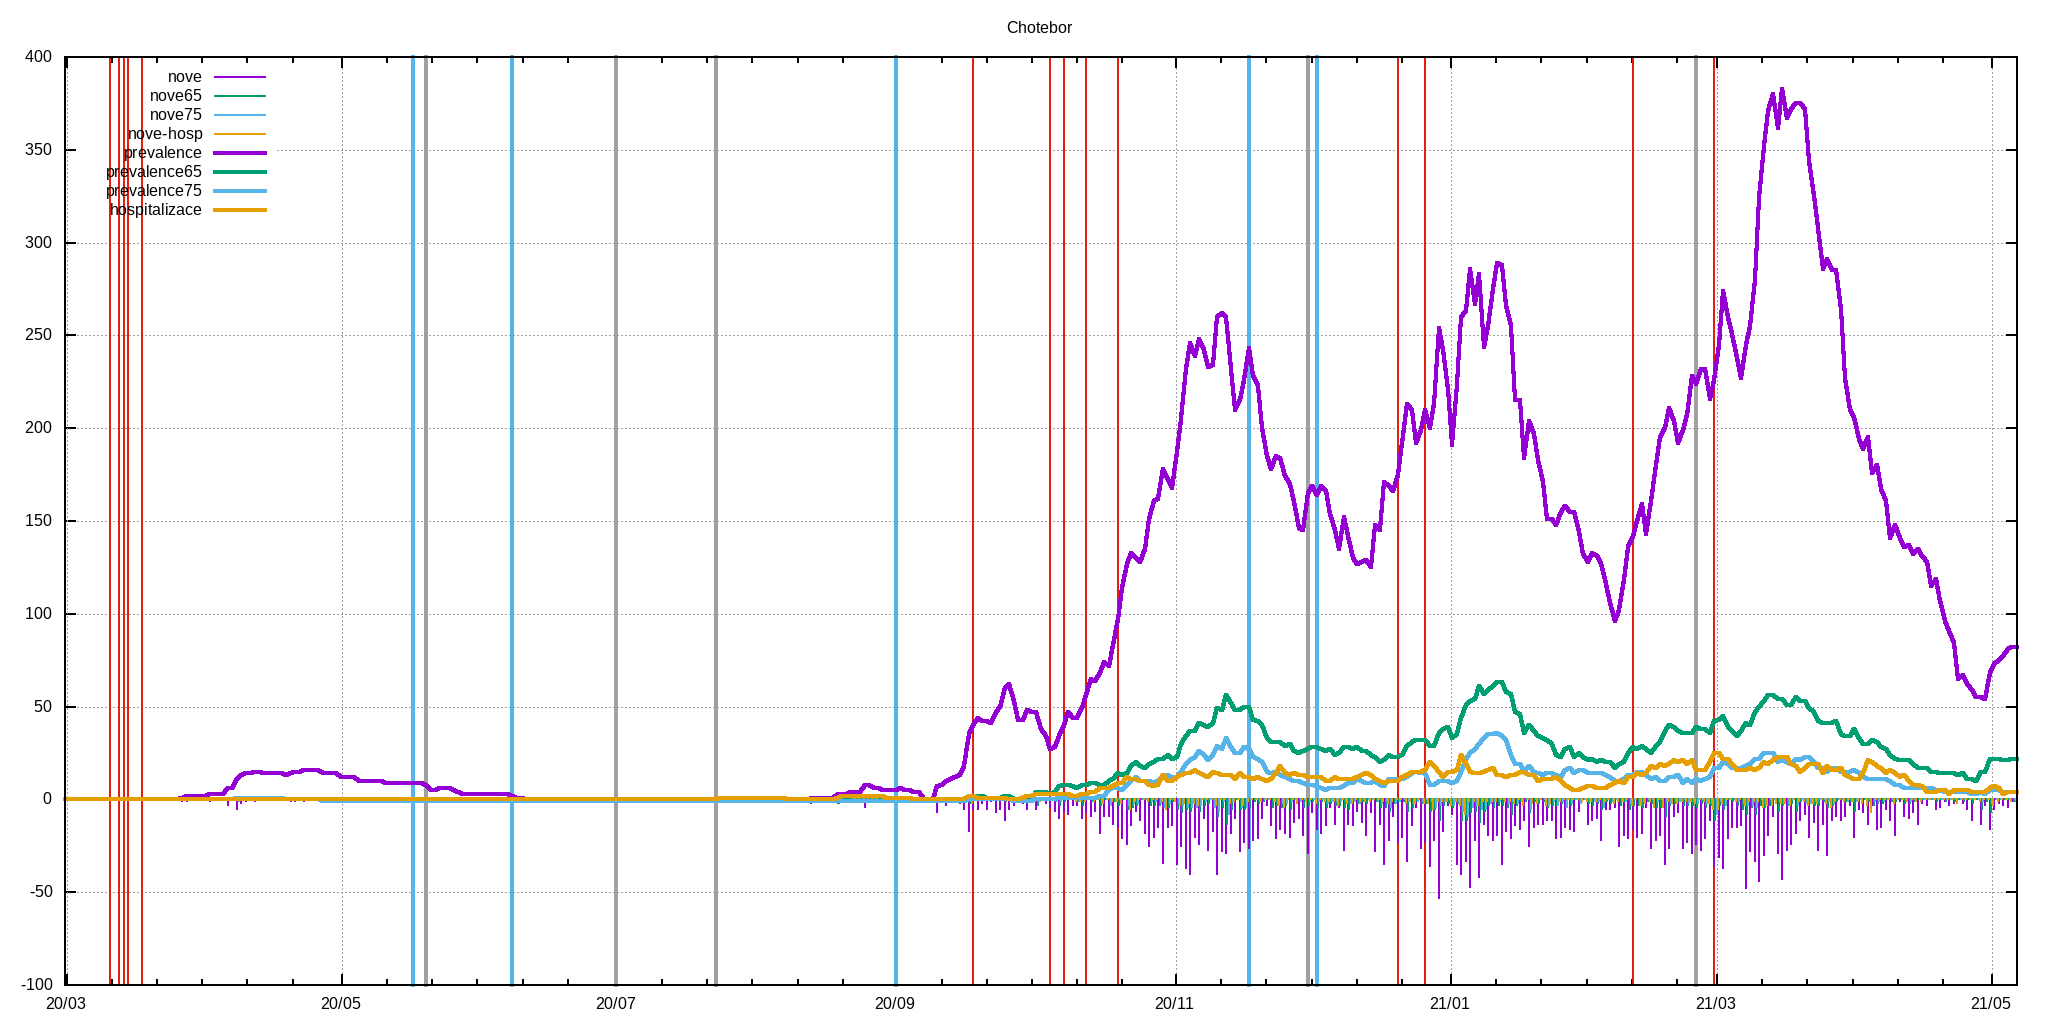 Chotebor
400
350
300
250
200
150
100
50
0
-50
-100
nove
nove65
nove75
nove-hosp
prevalence
prevalence65
prevalence75
hospitalizace
20/03 20/05 20/07 20/09 20/11 21/01 21/03 21/05